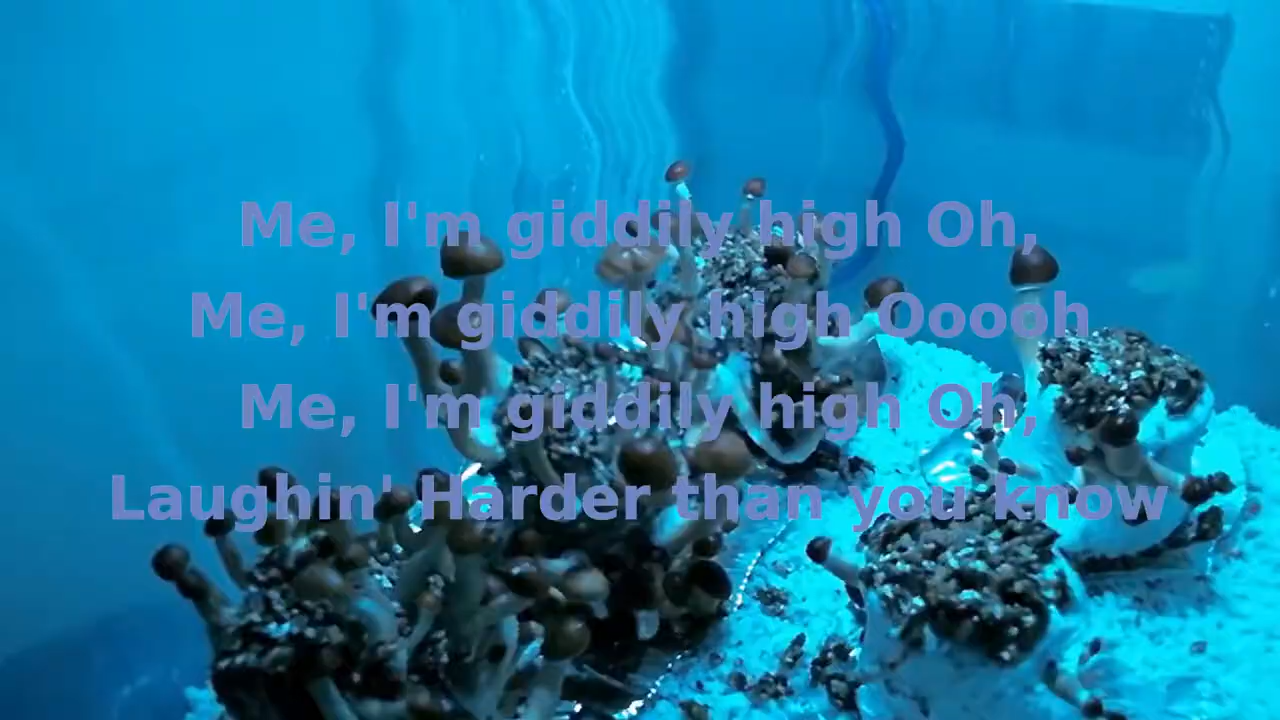 Me, I'm giddily high Oh,
Me, I'm giddily high Ooooh
Me, I'm giddily high Oh,
Laughin' Harder than you know